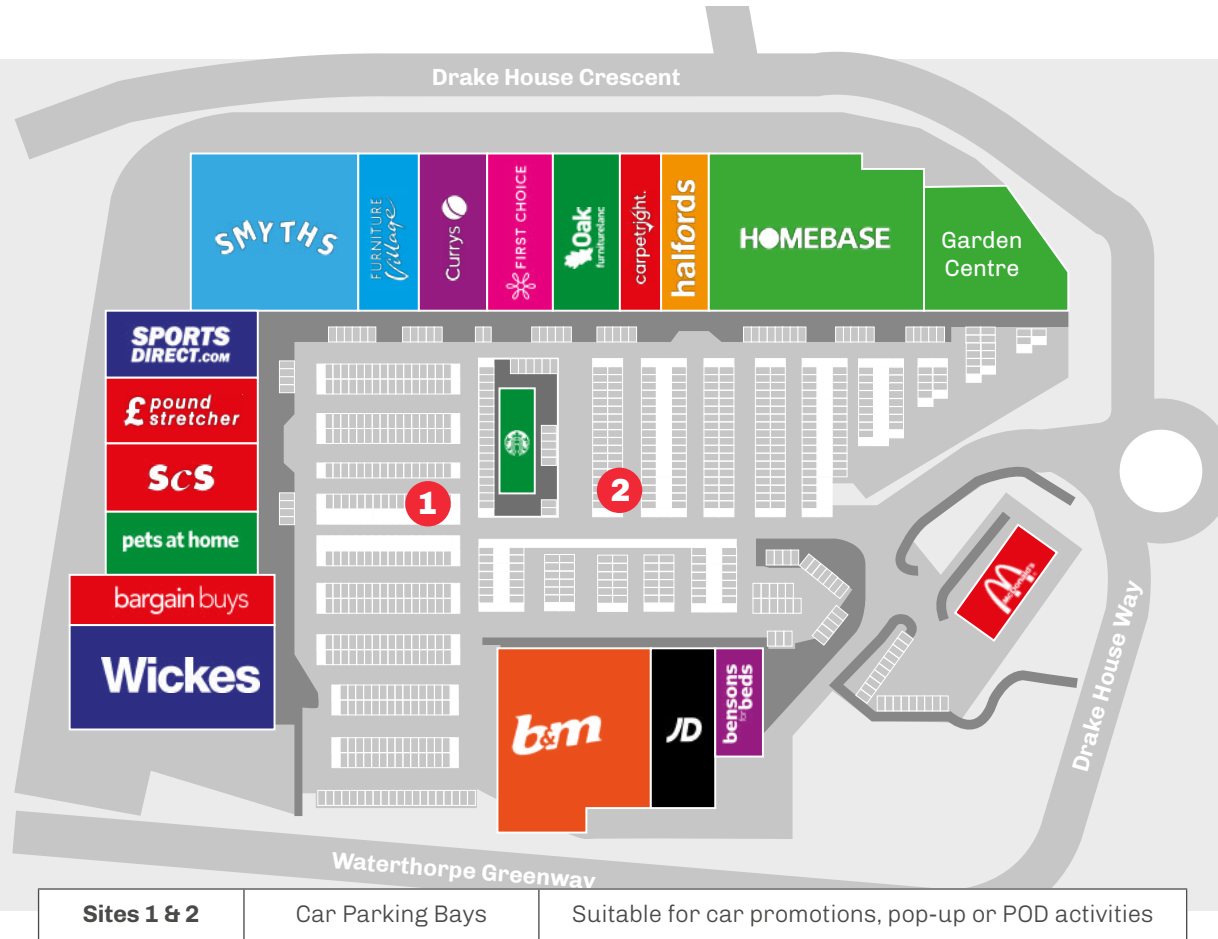 Drake House Crescent
SMYTHS
FURNITURE
Village
Currys
FIRST CHOICE
Oak
furnitureland
carpetright.
halfords
HOMEBASE
Garden
Centre
SPORTS
DIRECT.COM
£ pound
stretcher
ScS
pets at home
bargain buys
Wickes
1
2
McDonald's
b&m
JD
bensons
for beds
Drake House Way
Waterthorpe Greenway
Sites 1 & 2
Car Parking Bays
Suitable for car promotions, pop-up or POD activities